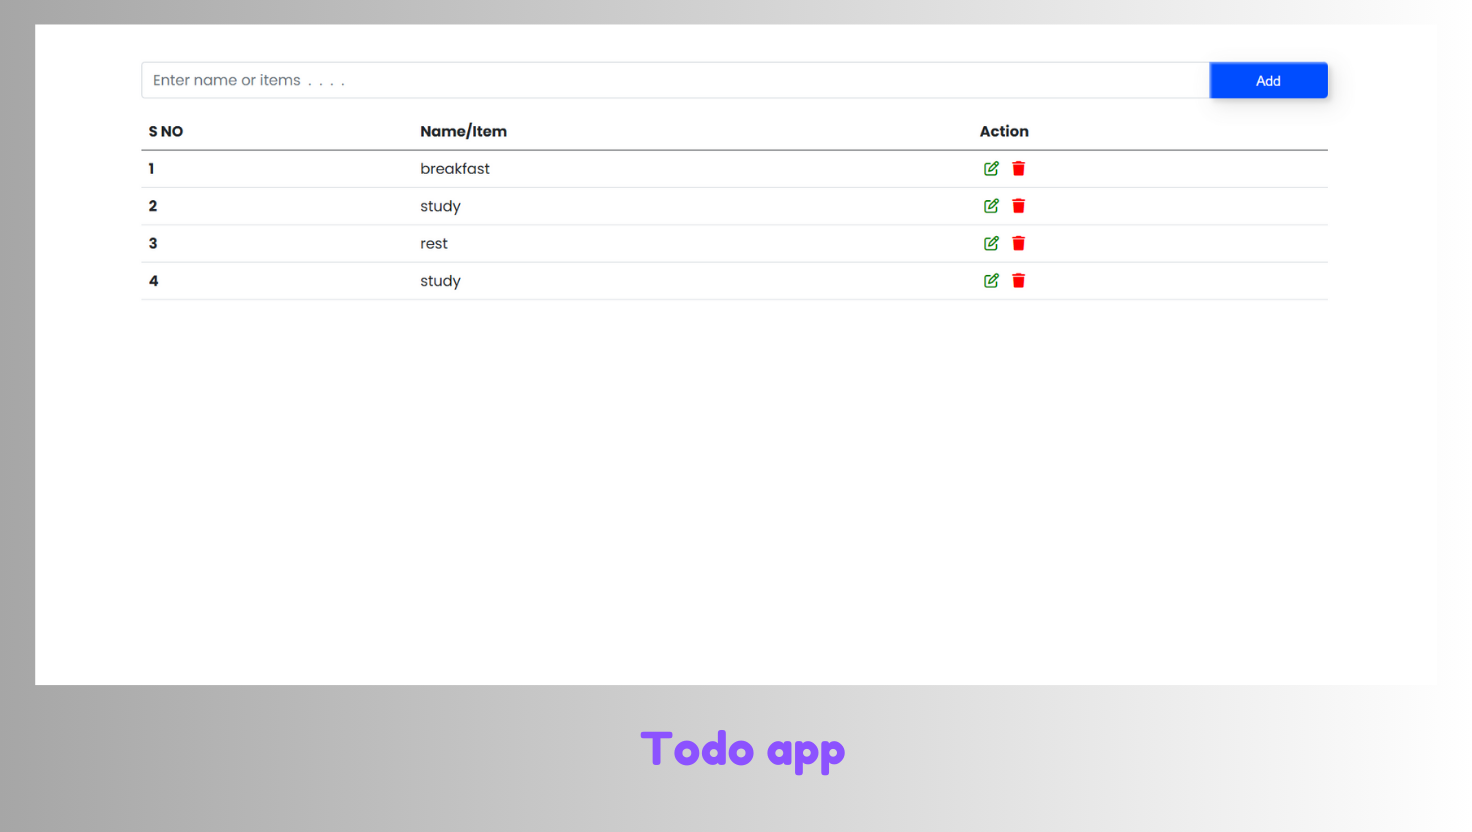 Enter name or items . . . . Add
S NO Name/Item Action
1 breakfast
2 study
3 rest
4 study
Todo app